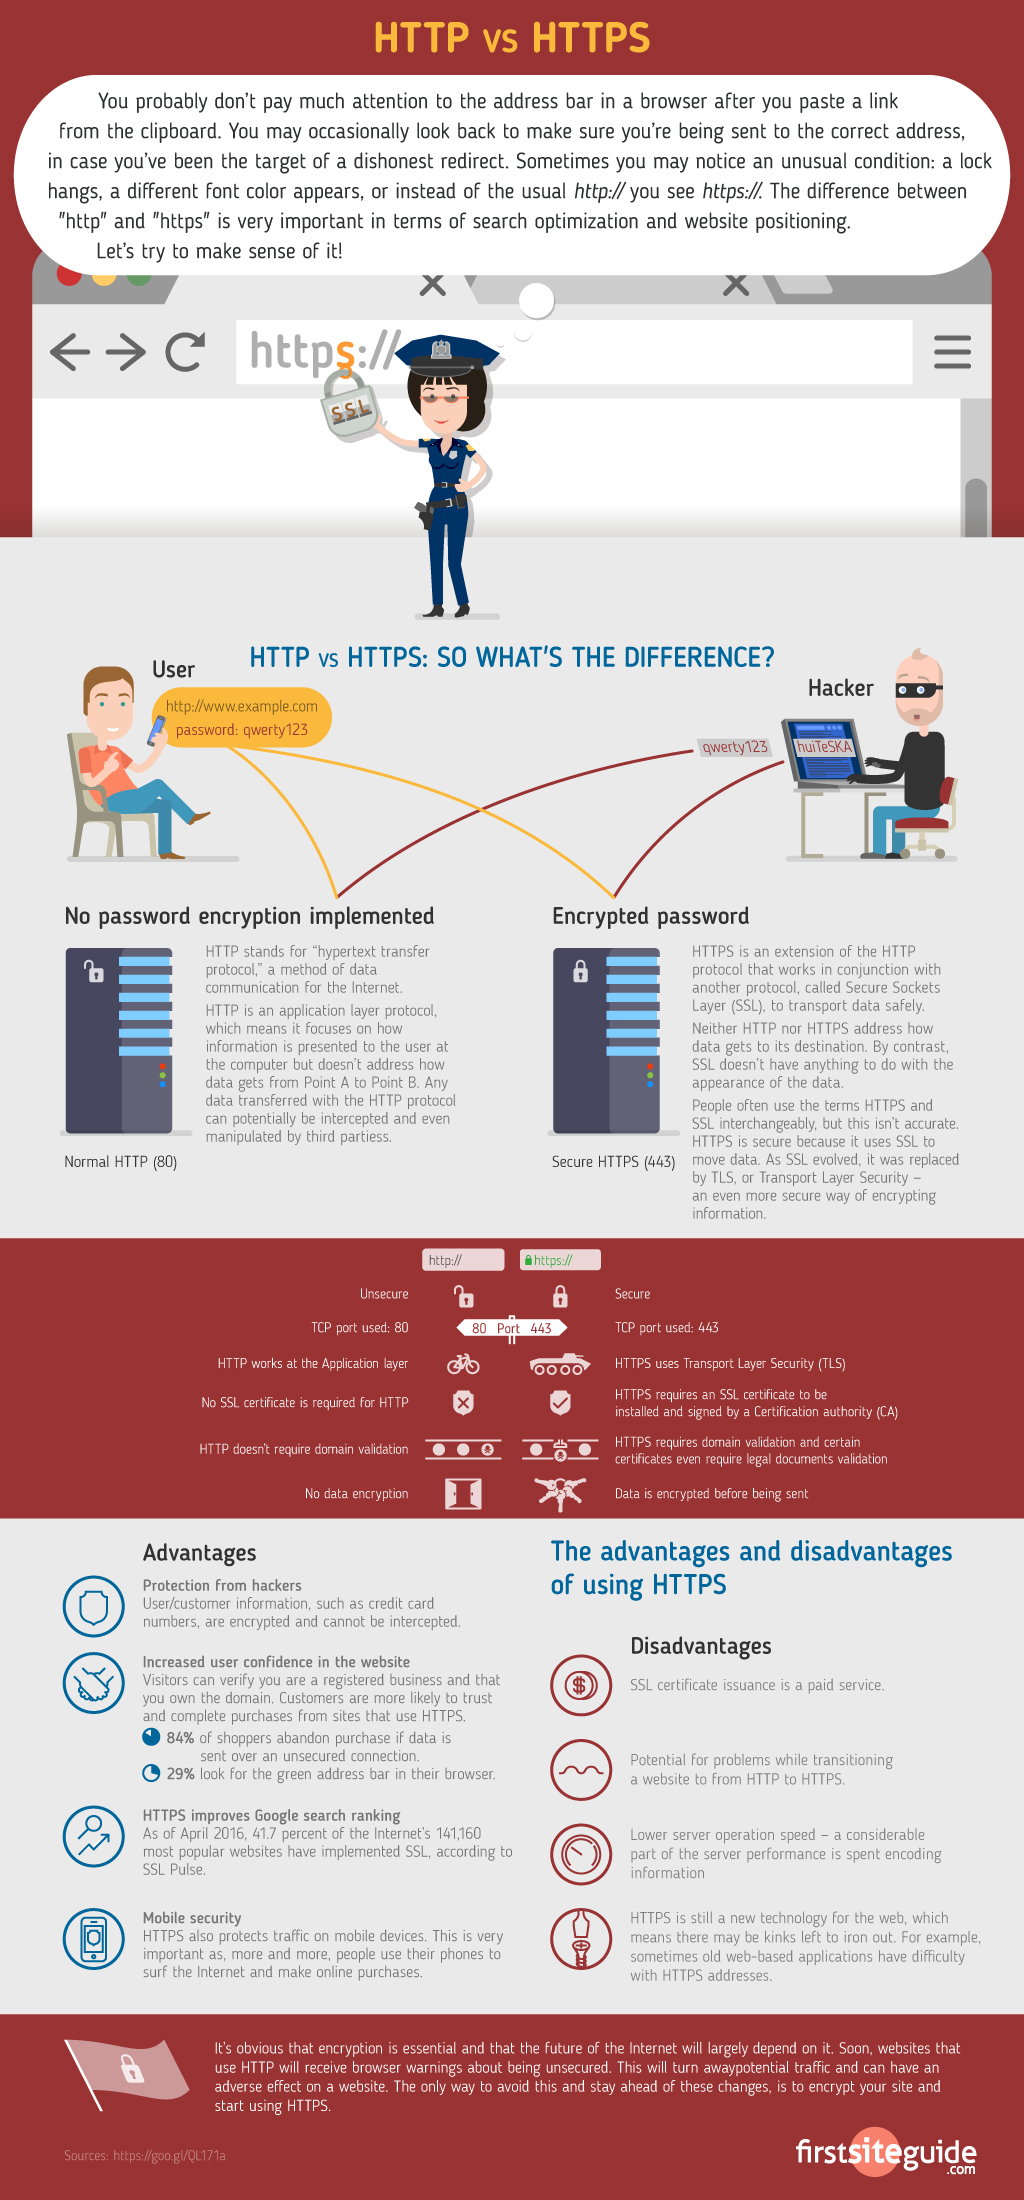 HTTP vs HTTPS
You probably don't pay much attention to the address bar in a browser after you paste a link
from the clipboard. You may occasionally look back to make sure you're being sent to the correct address,
in case you've been the target of a dishonest redirect. Sometimes you may notice an unusual condition: a lock
hangs, a different font color appears, or instead of the usual http:// you see https://. The difference between
"http" and "https" is very important in terms of search optimization and website positioning.
Let's try to make sense of it!
https://
SSL
HTTP vs HTTPS: SO WHAT'S THE DIFFERENCE?
User
http://www.example.com
password: qwerty123
Hacker
qwerty123
huiTeSKA
No password encryption implemented
HTTP stands for “hypertext transfer
protocol,” a method of data
communication for the Internet.
HTTP is an application layer protocol,
which means it focuses on how
information is presented to the user at
the computer but doesn't address how
data gets from Point A to Point B. Any
data transferred with the HTTP protocol
can potentially be intercepted and even
manipulated by third partiess.
Normal HTTP (80)
Encrypted password
HTTPS is an extension of the HTTP
protocol that works in conjunction with
another protocol, called Secure Sockets
Layer (SSL), to transport data safely.
Neither HTTP nor HTTPS address how
data gets to its destination. By contrast,
SSL doesn't have anything to do with the
appearance of the data.
People often use the terms HTTPS and
SSL interchangeably, but this isn't accurate.
HTTPS is secure because it uses SSL to
move data. As SSL evolved, it was replaced
by TLS, or Transport Layer Security –
an even more secure way of encrypting
information.
Secure HTTPS (443)
http://
https://
Unsecure
Secure
TCP port used: 80
80 Port 443
TCP port used: 443
HTTP works at the Application layer
HTTPS uses Transport Layer Security (TLS)
No SSL certificate is required for HTTP
HTTPS requires an SSL certificate to be
installed and signed by a Certification authority (CA)
HTTP doesn't require domain validation
HTTPS requires domain validation and certain
certificates even require legal documents validation
No data encryption
Data is encrypted before being sent
The advantages and disadvantages
of using HTTPS
Advantages
Protection from hackers
User/customer information, such as credit card
numbers, are encrypted and cannot be intercepted.
Increased user confidence in the website
Visitors can verify you are a registered business and that
you own the domain. Customers are more likely to trust
and complete purchases from sites that use HTTPS.
84% of shoppers abandon purchase if data is
sent over an unsecured connection.
29% look for the green address bar in their browser.
HTTPS improves Google search ranking
As of April 2016, 41.7 percent of the Internet's 141,160
most popular websites have implemented SSL, according to
SSL Pulse.
Mobile security
HTTPS also protects traffic on mobile devices. This is very
important as, more and more, people use their phones to
surf the Internet and make online purchases.
Disadvantages
$
SSL certificate issuance is a paid service.
Potential for problems while transitioning
a website to from HTTP to HTTPS.
Lower server operation speed – a considerable
part of the server performance is spent encoding
information
HTTPS is still a new technology for the web, which
means there may be kinks left to iron out. For example,
sometimes old web-based applications have difficulty
with HTTPS addresses.
It's obvious that encryption is essential and that the future of the Internet will largely depend on it. Soon, websites that
use HTTP will receive browser warnings about being unsecured. This will turn awaypotential traffic and can have an
adverse effect on a website. The only way to avoid this and stay ahead of these changes, is to encrypt your site and
start using HTTPS.
Sources: https://goo.gl/QL171a
firstsiteguide
.com